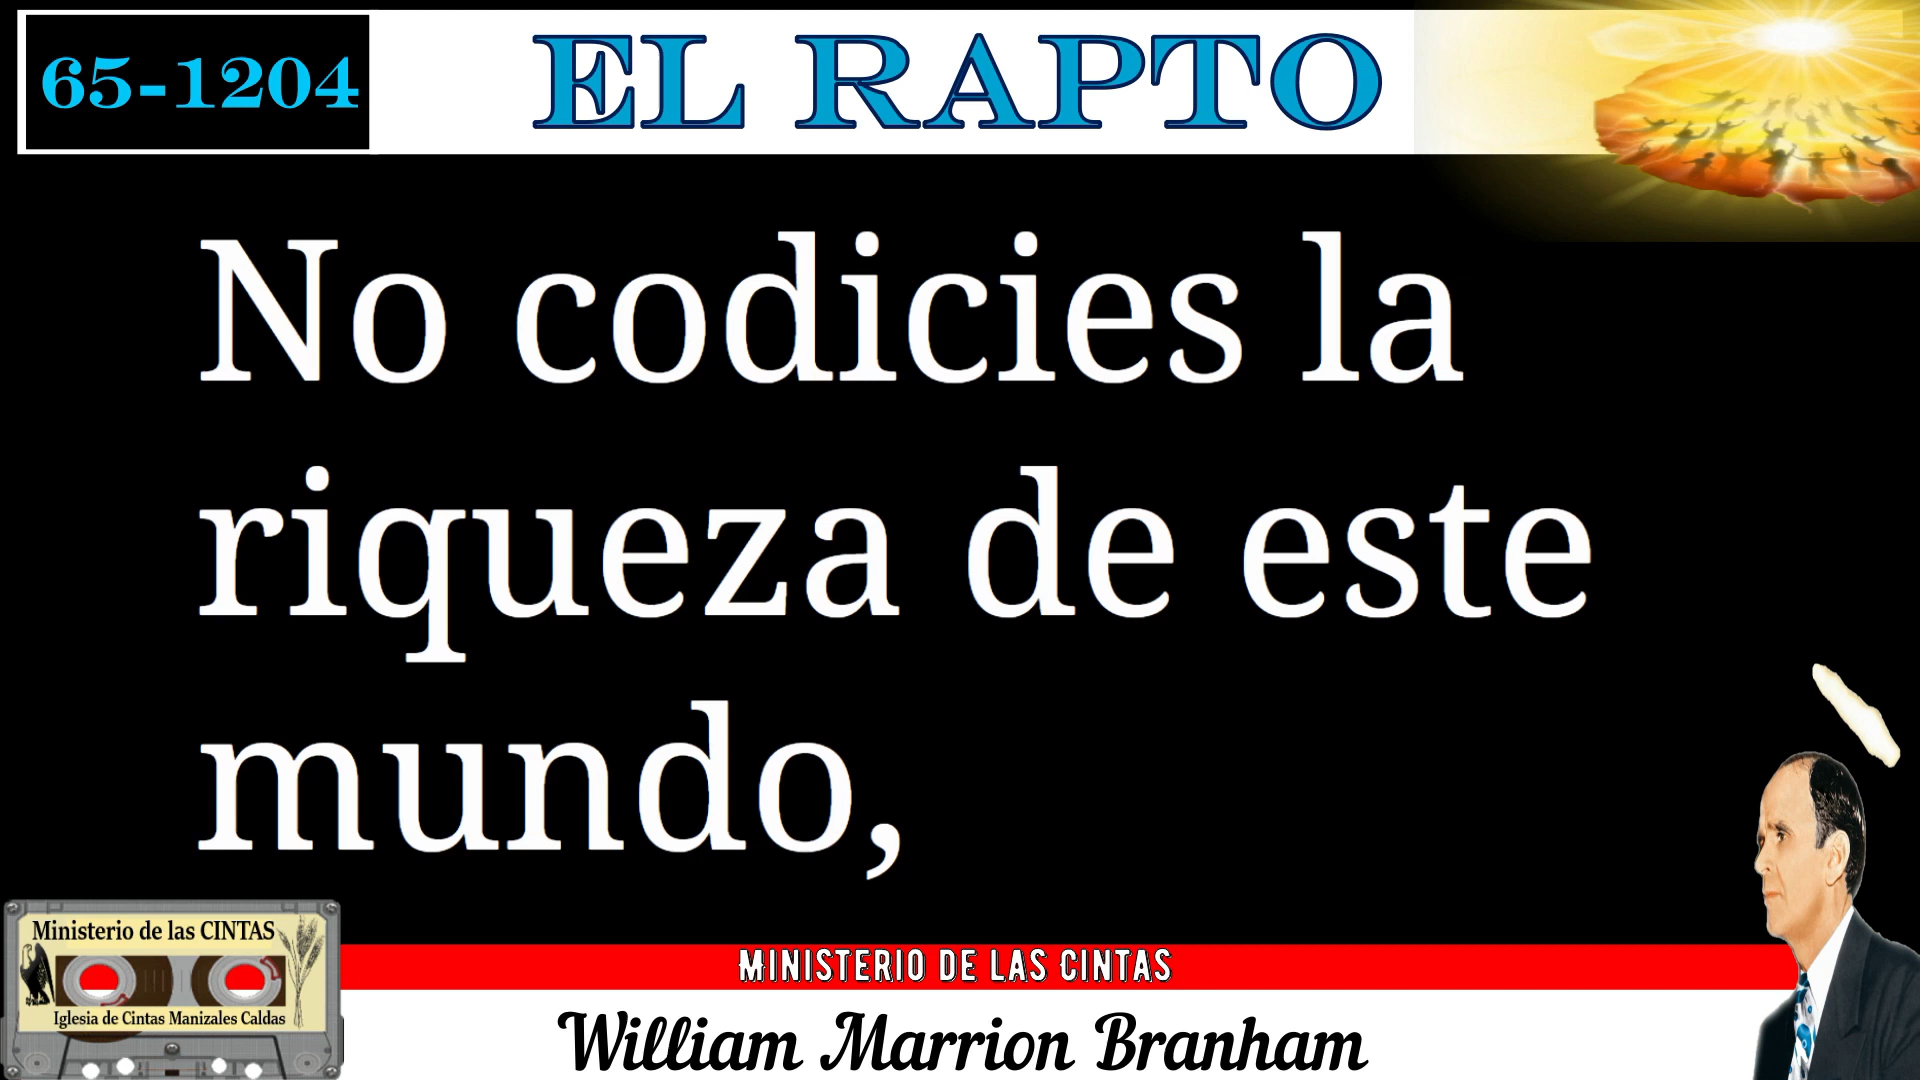 65-1204
EL RAPTO
No codicies la
riqueza de este
mundo,
Ministerio de las CINTAS
Iglesia de Cintas Manizales Caldas
MINISTERIO DE LAS CINTAS
William Marrion Branham